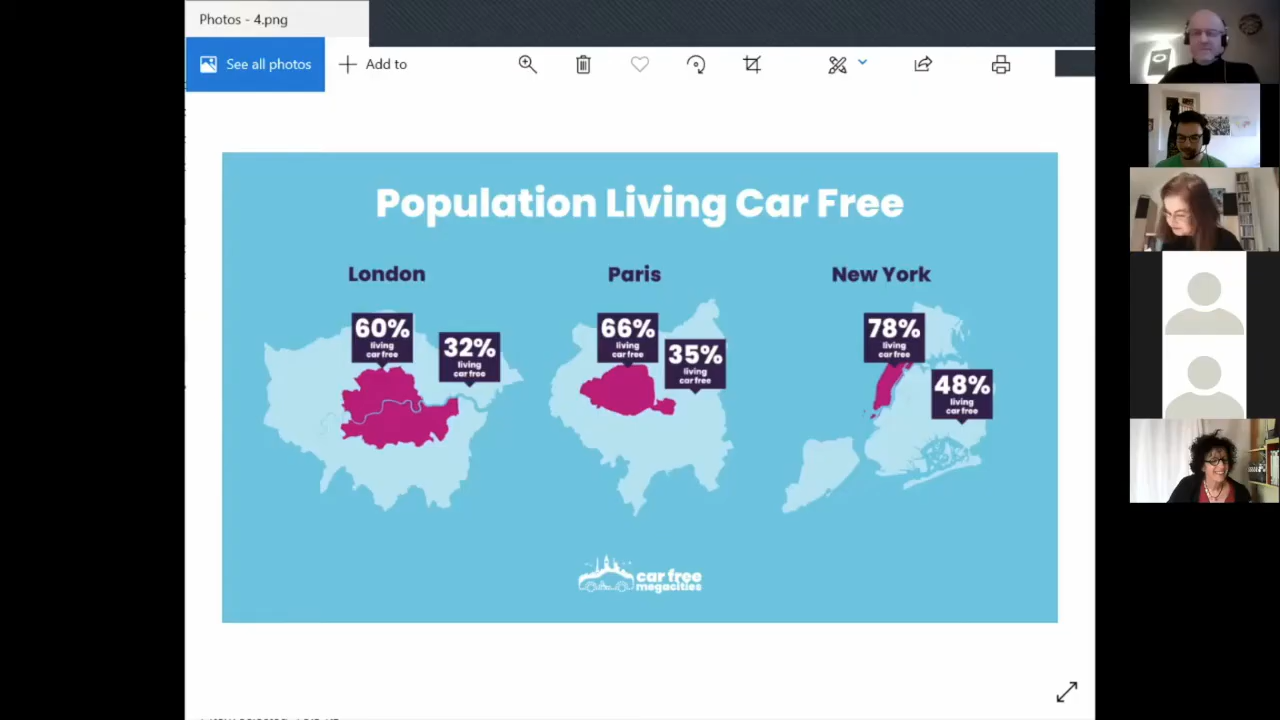 Photos - 4.png
See all photos
Add to
Population Living Car Free
London
Paris
New York
60%
living
car free
32%
living
car free
66%
living
car free
35%
living
car free
78%
living
car free
48%
living
car free
car free
megacities